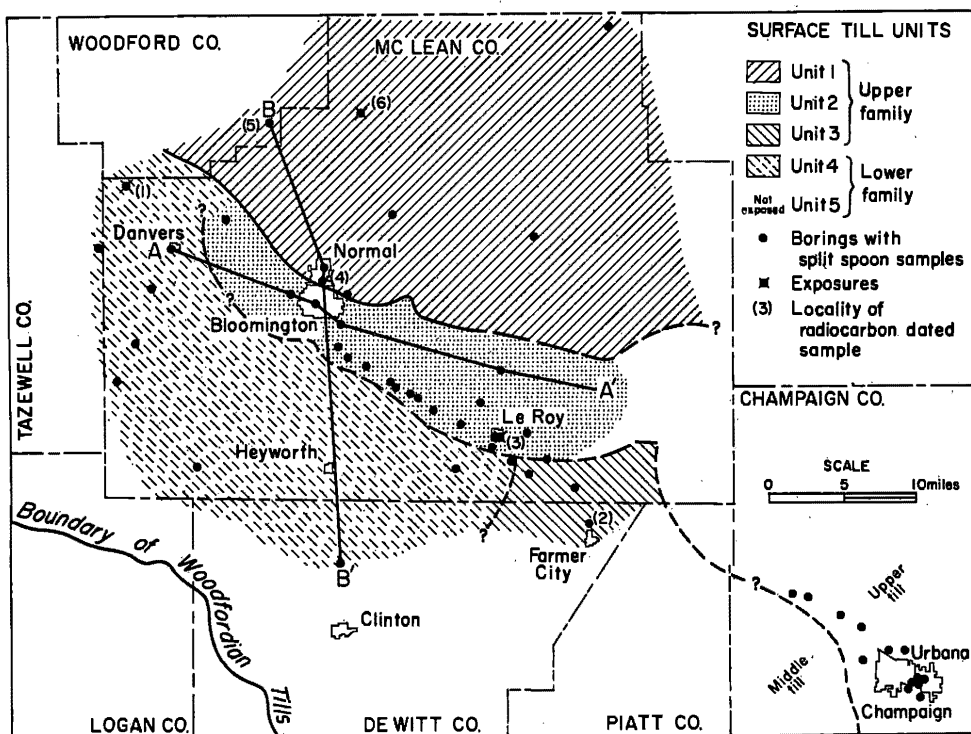 WOODFORD CO.
MC LEAN CO.
SURFACE TILL UNITS
Unit 1
Unit 2
Unit 3
Upper
family
Unit 4
Not
exposed
Unit 5
Lower
family
Borings with
split spoon samples
Exposures
(3) Locality of
radiocarbon dated
sample
B
(5)
(6)
(1)
?
Danvers
A
Normal
(4)
?
Bloomington
?
A'
TAZEWELL CO.
CHAMPAIGN CO.
Le Roy
(3)
Heyworth
SCALE
0 5 10 miles
(2)
?
Farmer
City
B'
Boundary of Woodfordian Tills
Clinton
?
Upper
till
Middle
till
Urbana
Champaign
LOGAN CO.
DE WITT CO.
PIATT CO.